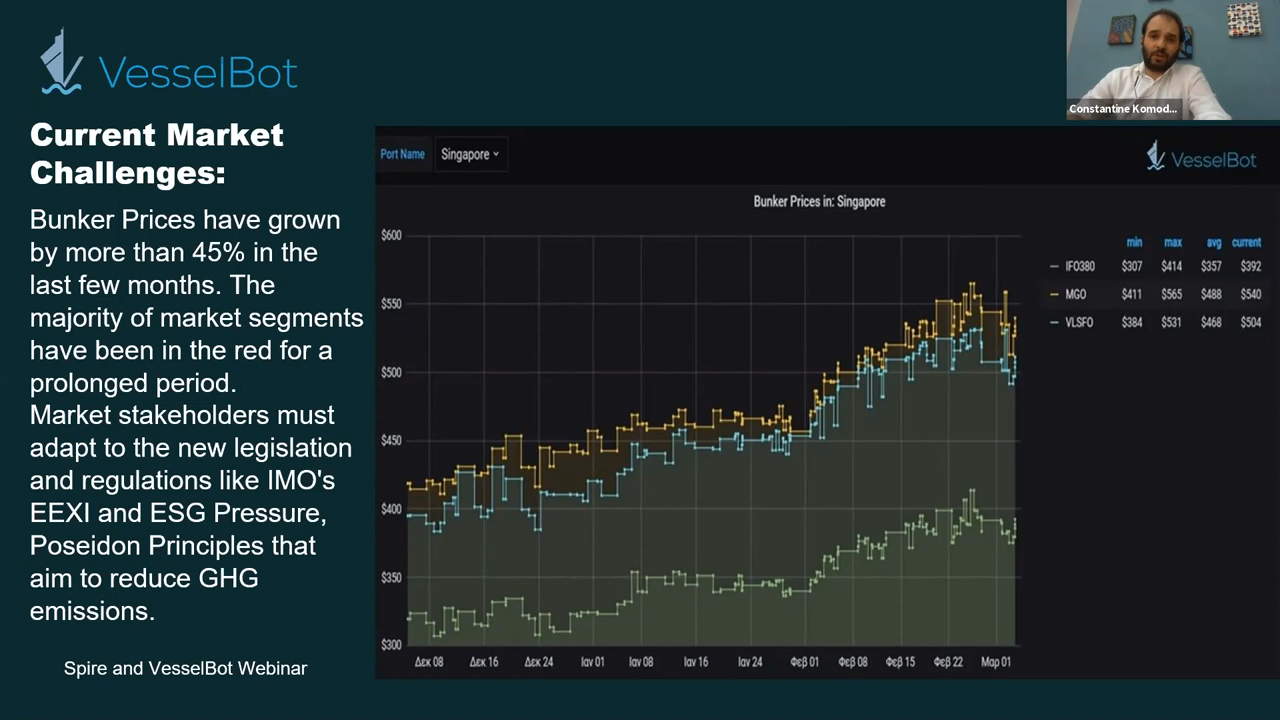 VesselBot
Current Market
Challenges:
Bunker Prices have grown
by more than 45% in the
last few months. The
majority of market segments
have been in the red for a
prolonged period.
Market stakeholders must
adapt to the new legislation
and regulations like IMO's
EEXI and ESG Pressure,
Poseidon Principles that
aim to reduce GHG
emissions.
Spire and VesselBot Webinar
Constantine Komod...
Port Name Singapore
VesselBot
Bunker Prices in: Singapore
$600
$550
$500
$450
$400
$350
$300
Δεκ 08 Δεκ 16 Δεκ 24 Ιαν 01 Ιαν 08 Ιαν 16 Ιαν 24 Φεβ 01 Φεβ 08 Φεβ 15 Φεβ 22 Μαρ 01
min max avg current
IFO380 $307 $414 $357 $392
MGO $411 $565 $488 $540
VLSFO $384 $531 $468 $504